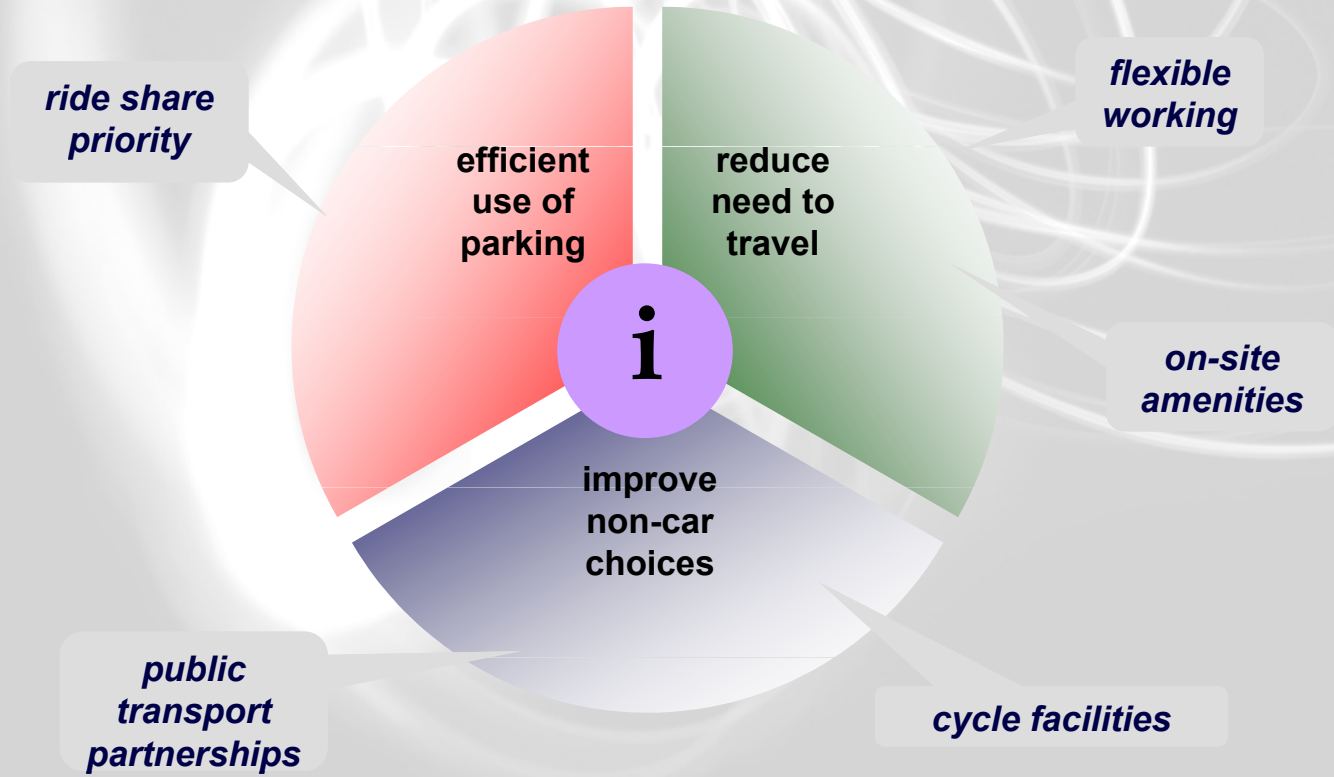 ride share
priority
efficient
use of
parking
reduce
need to
travel
flexible
working
i
on-site
amenities
improve
non-car
choices
public
transport
partnerships
cycle facilities